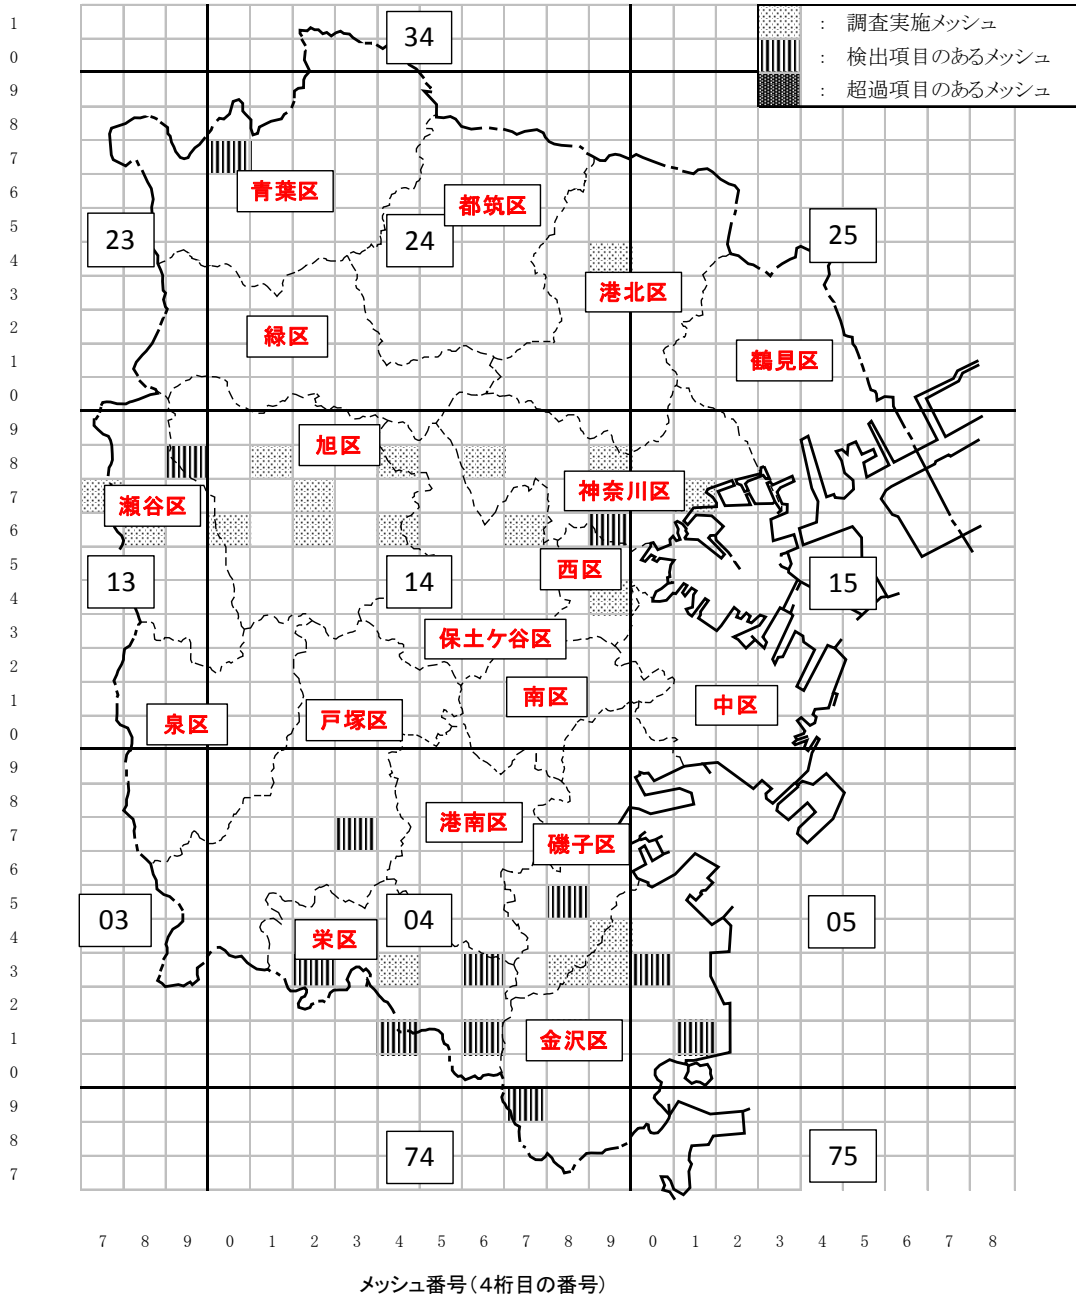 1
0
9
8
7
6
5
4
3
2
1
0
9
8
7
6
5
4
3
2
1
0
9
8
7
6
5
4
3
2
1
0
9
8
7
: 調査実施メッシュ
: 検出項目のあるメッシュ
: 超過項目のあるメッシュ
34
青葉区
都筑区
23
24
25
港北区
緑区
鶴見区
旭区
瀬谷区
神奈川区
西区
13
14
15
保土ケ谷区
南区
中区
泉区
戸塚区
港南区
磯子区
03
04
05
栄区
金沢区
74
75
7 8 9 0 1 2 3 4 5 6 7 8 9 0 1 2 3 4 5 6 7 8
メッシュ番号(4桁目の番号)